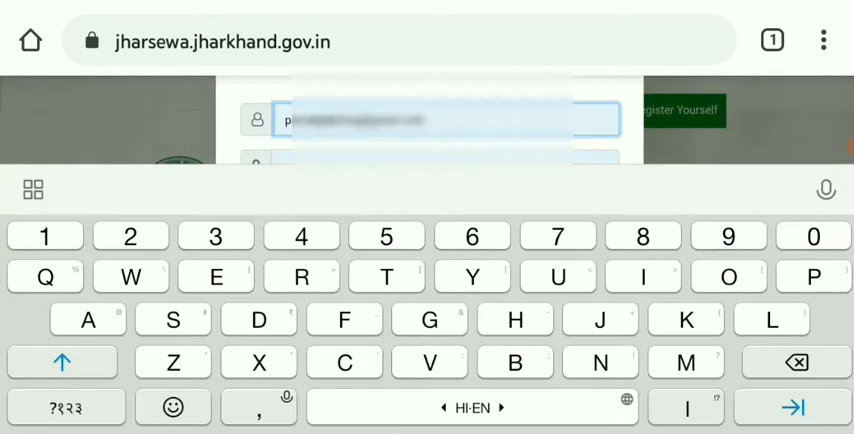 jharsewa.jharkhand.gov.in
1
egister Yourself
p
1 2 3 4 5 6 7 8 9 0
Q W E R T Y U I O P
A S D F G H J K L
Z X C V B N M
?१२३ , HI·EN । !?